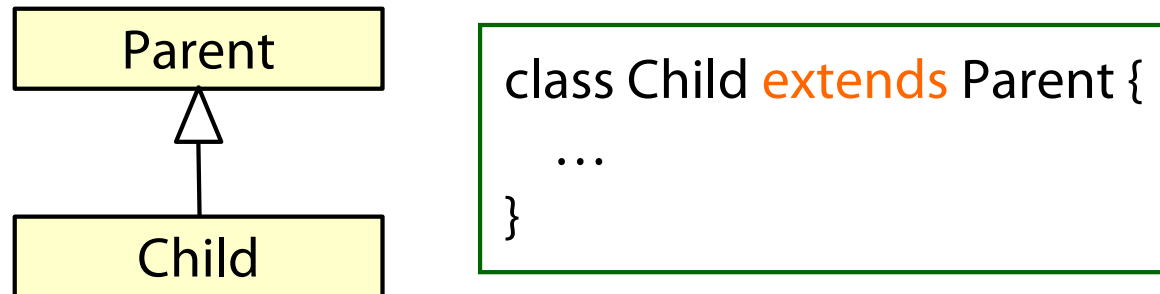 Parent
Child
class Child extends Parent {
…
}